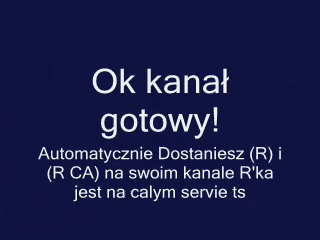 Ok kanał
gotowy!
Automatycznie Dostaniesz (R) i
(R CA) na swoim kanale R'ka
jest na calym servie ts